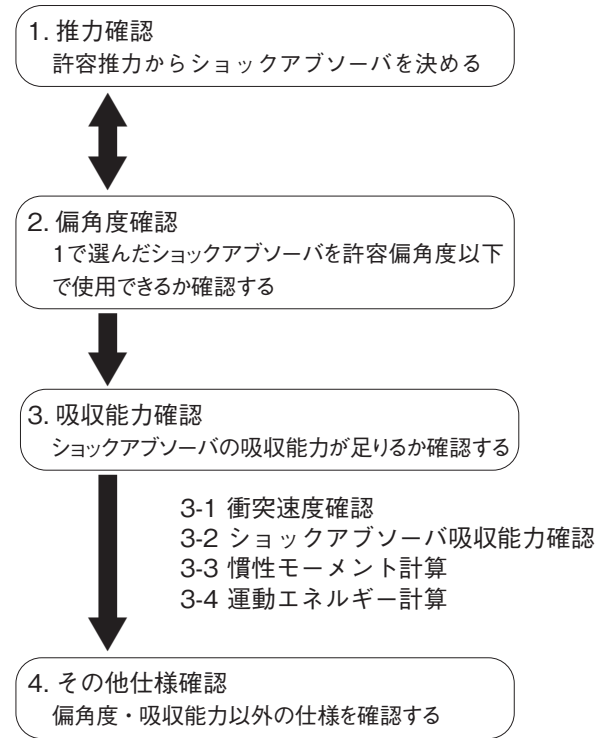 1. 推力確認
許容推力からショックアブソーバを決める
2. 偏角度確認
1で選んだショックアブソーバを許容偏角度以下
で使用できるか確認する
3. 吸収能力確認
ショックアブソーバの吸収能力が足りるか確認する
3-1 衝突速度確認
3-2 ショックアブソーバ吸収能力確認
3-3 慣性モーメント計算
3-4 運動エネルギー計算
4. その他仕様確認
偏角度・吸収能力以外の仕様を確認する